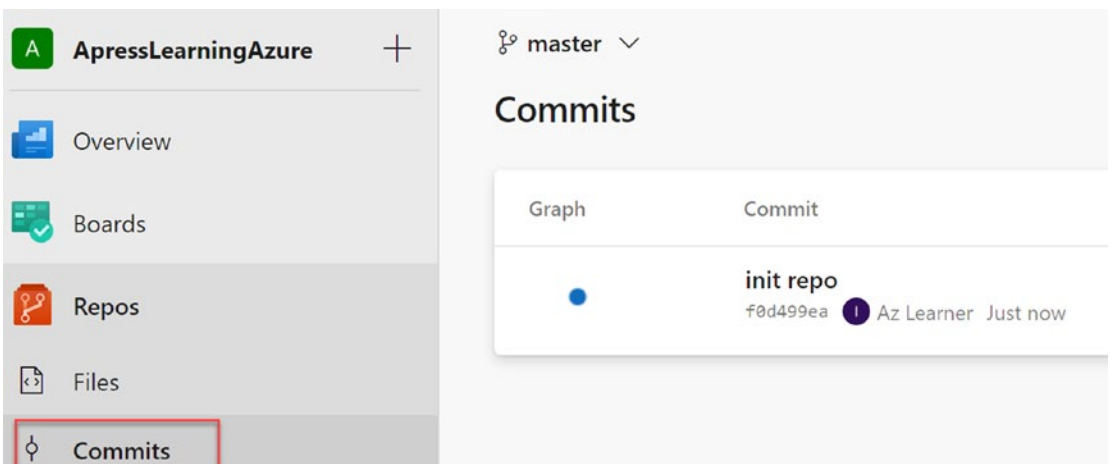 A ApressLearningAzure
Overview
Boards
Repos
Files
Commits
master
Commits
Graph Commit
init repo
f0d499ea I Az Learner Just now